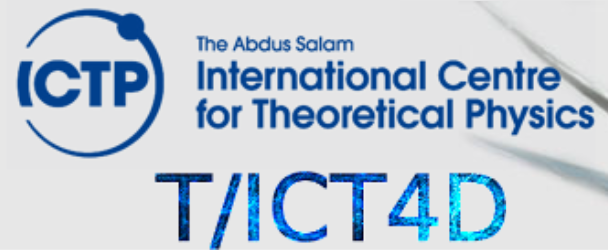 ICTP
The Abdus Salam
International Centre
for Theoretical Physics
T/ICT4D